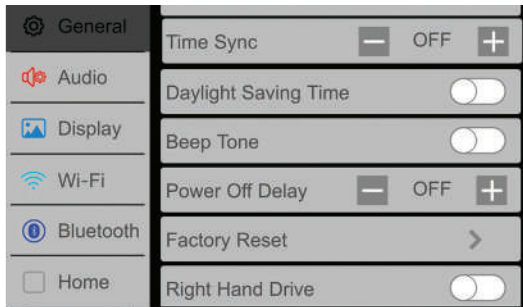 General
Audio
Display
Wi-Fi
Bluetooth
Home
Time Sync OFF
Daylight Saving Time
Beep Tone
Power Off Delay OFF
Factory Reset
Right Hand Drive